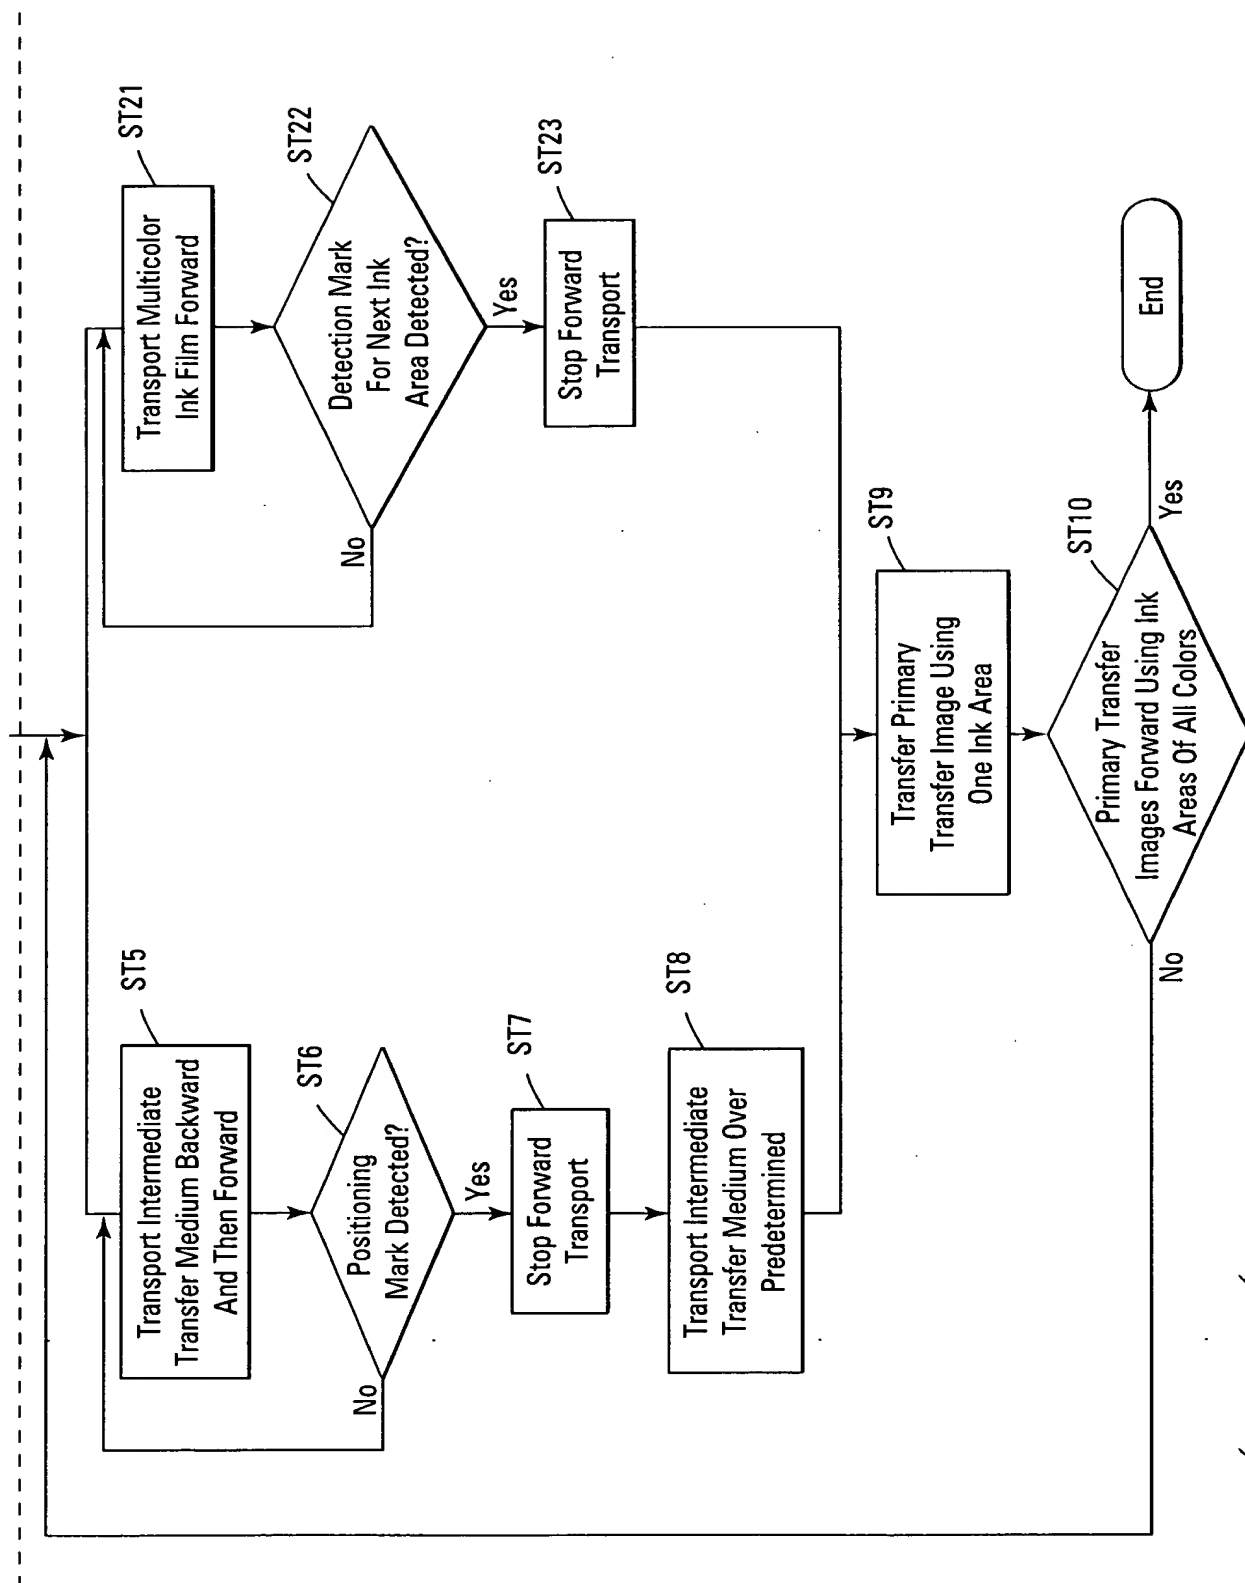 ST5
Transport Intermediate
Transfer Medium Backward
And Then Forward
ST6
Positioning
Mark Detected?
No
Yes
ST7
Stop Forward
Transport
ST8
Transport Intermediate
Transfer Medium Over
Predetermined
ST21
Transport Multicolor
Ink Film Forward
ST22
Detection Mark
For Next Ink
Area Detected?
No
Yes
ST23
Stop Forward
Transport
ST9
Transfer Primary
Transfer Image Using
One Ink Area
ST10
Primary Transfer
Images Forward Using Ink
Areas Of All Colors
No
Yes
End